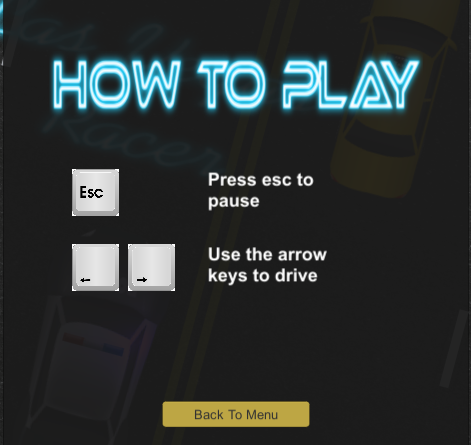 HOW TO PLAY
Esc
Press esc to
pause
← →
Use the arrow
keys to drive
Back To Menu